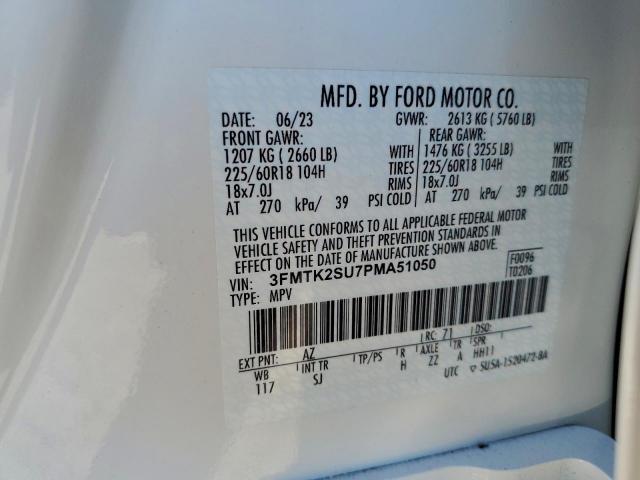 MFD. BY FORD MOTOR CO.
DATE: 06/23 GVWR: 2613 KG ( 5760 LB)
FRONT GAWR: REAR GAWR:
1207 KG ( 2660 LB) WITH 1476 KG ( 3255 LB) WITH
225/60R18 104H TIRES 225/60R18 104H TIRES
18x7.0J RIMS 18x7.0J RIMS
AT 270 kPa/ 39 PSI COLD AT 270 kPa/ 39 PSI COLD
THIS VEHICLE CONFORMS TO ALL APPLICABLE FEDERAL MOTOR
VEHICLE SAFETY AND THEFT PREVENTION STANDARDS IN
EFFECT ON THE DATE OF MANUFACTURE SHOWN ABOVE.
VIN: 3FMTK2SU7PMA51050 F0096
TYPE: MPV T0206
EXT PNT: AZ RC: 71 DSO:
WB INT TR TP/PS R AXLE TR SPR
117 SJ H ZZ A HH11
UTC ▽ SU5A-1520472-BA